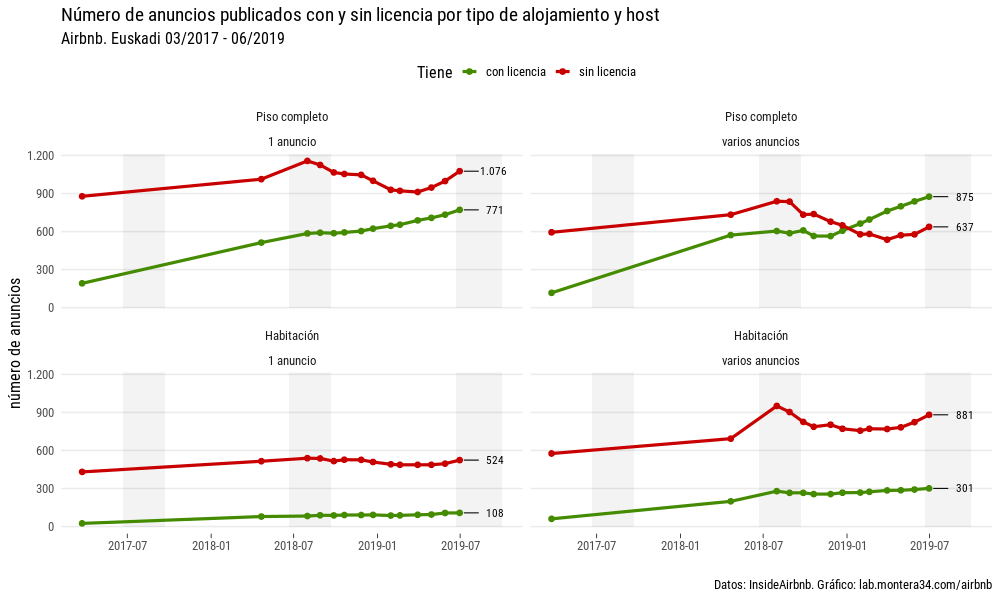 Número de anuncios publicados con y sin licencia por tipo de alojamiento y host
Airbnb. Euskadi 03/2017 - 06/2019
Tiene con licencia sin licencia
Piso completo
1 anuncio
Piso completo
varios anuncios
1.200
900
600
300
0
1.076
771
875
637
número de anuncios
Habitación
1 anuncio
Habitación
varios anuncios
1.200
900
600
300
0
524
108
881
301
2017-07 2018-01 2018-07 2019-01 2019-07
2017-07 2018-01 2018-07 2019-01 2019-07
Datos: InsideAirbnb. Gráfico: lab.montera34.com/airbnb